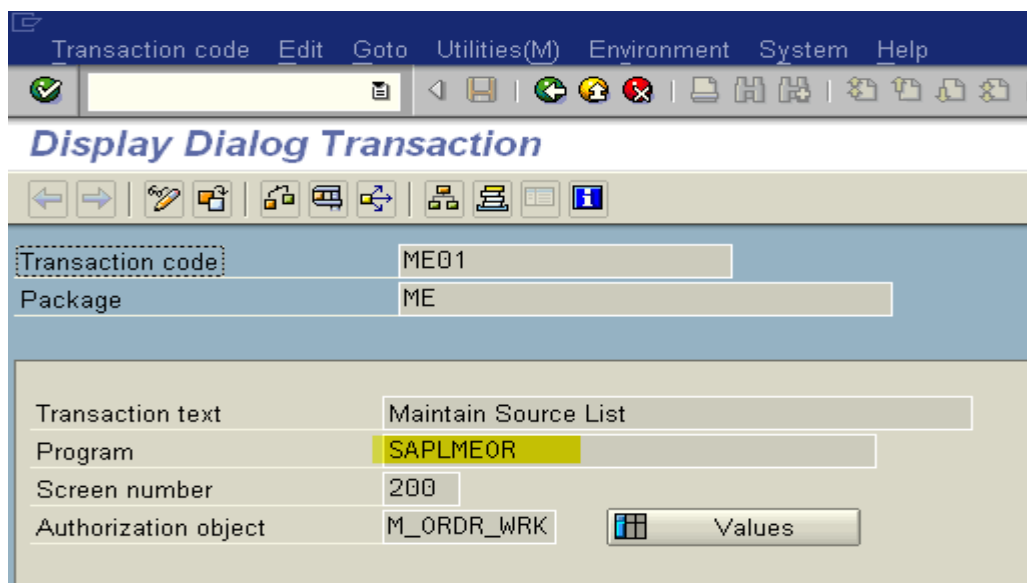 Transaction code Edit Goto Utilities(M) Environment System Help
Display Dialog Transaction
Transaction code ME01
Package ME
Transaction text Maintain Source List
Program SAPLMEOR
Screen number 200
Authorization object M_ORDR_WRK Values